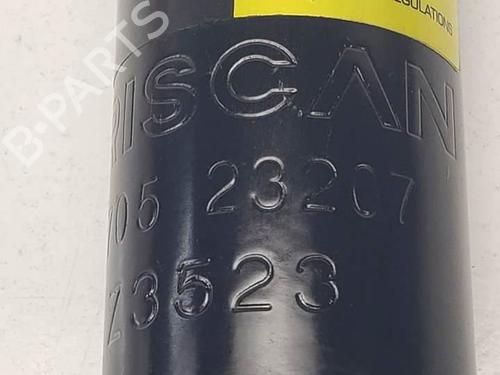 REGULATIONS
RISCAN
705 23207
Z3523
B-PARTS